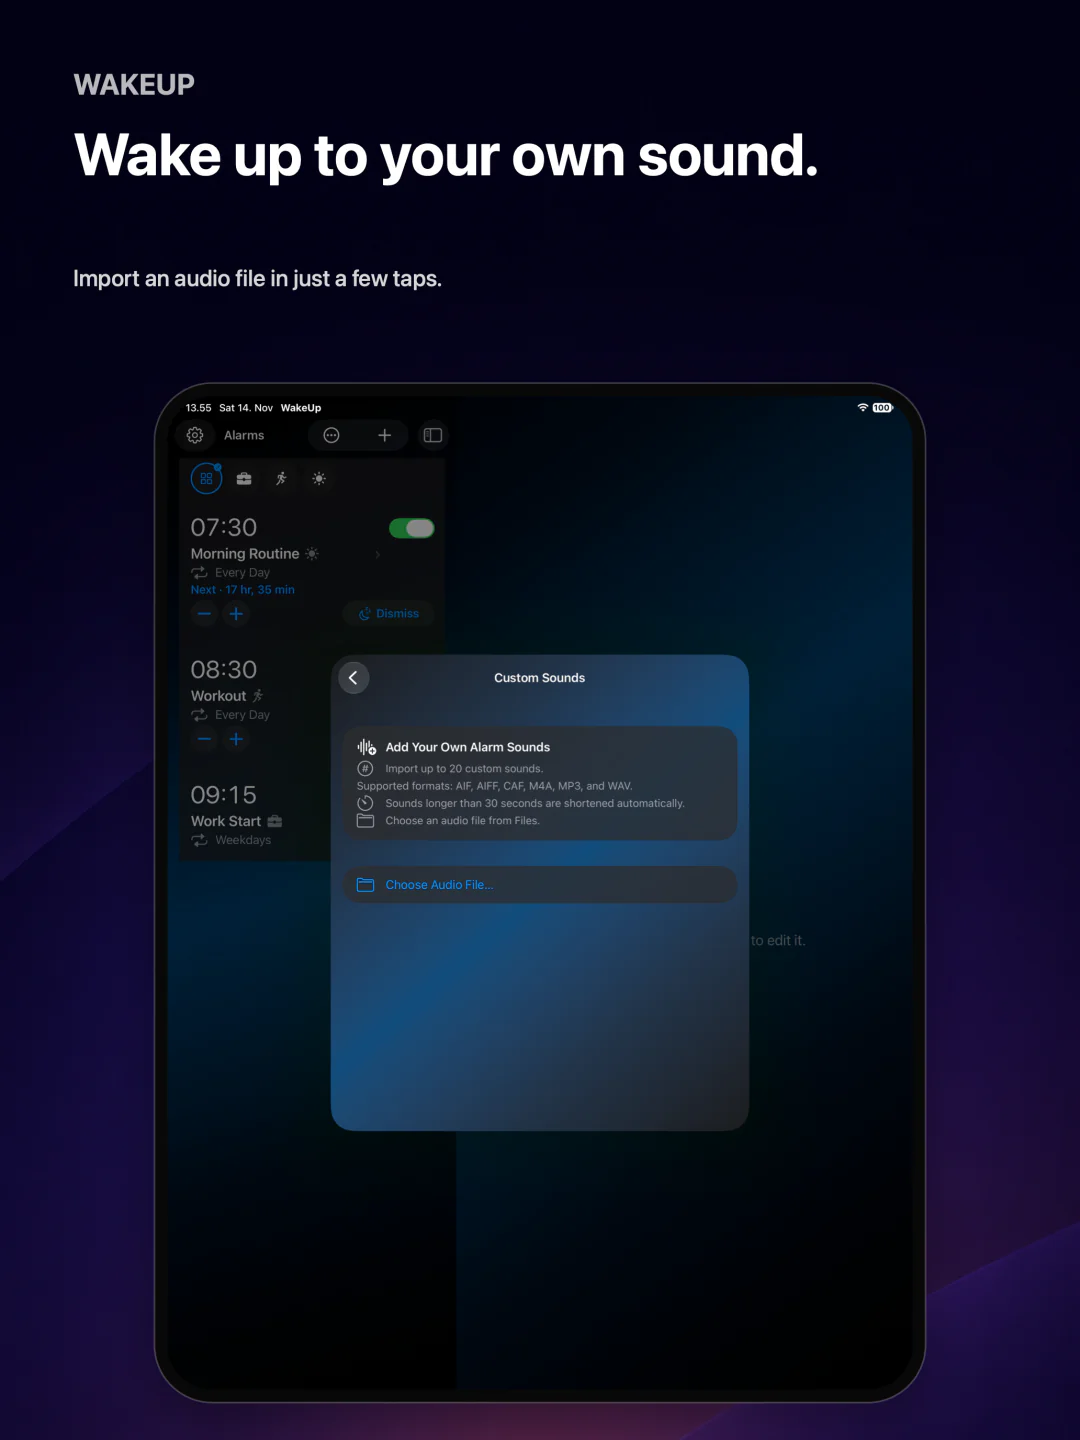 WAKEUP
Wake up to your own sound.
Import an audio file in just a few taps.
13.55 Sat 14. Nov WakeUp
100
Alarms
07:30
Morning Routine
Every Day
Next · 17 hr, 35 min
Dismiss
08:30
Workout
Every Day
09:15
Work Start
Weekdays
Custom Sounds
Add Your Own Alarm Sounds
Import up to 20 custom sounds.
Supported formats: AIF, AIFF, CAF, M4A, MP3, and WAV.
Sounds longer than 30 seconds are shortened automatically.
Choose an audio file from Files.
Choose Audio File...
to edit it.